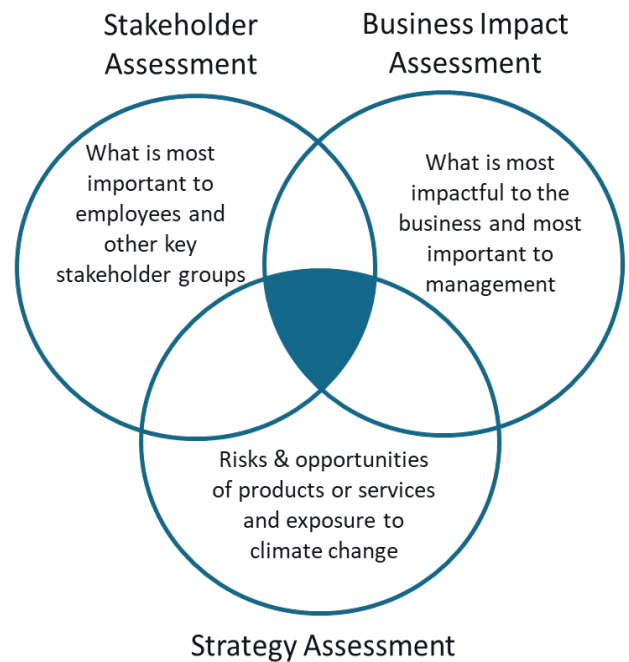 Stakeholder
Assessment
Business Impact
Assessment
What is most
important to
employees and
other key
stakeholder groups
What is most
impactful to the
business and most
important to
management
Risks & opportunities
of products or services
and exposure to
climate change
Strategy Assessment